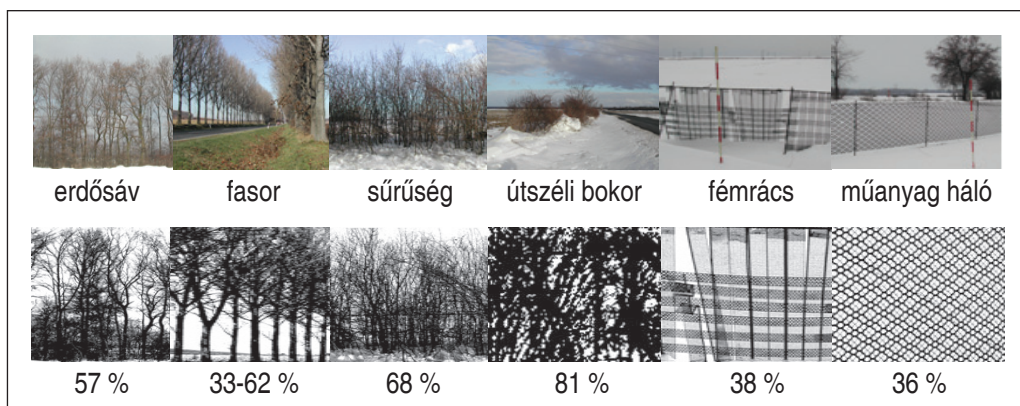 erdősáv fasor sűrűség útszéli bokor fémrács műanyag háló
57 % 33-62 % 68 % 81 % 38 % 36 %